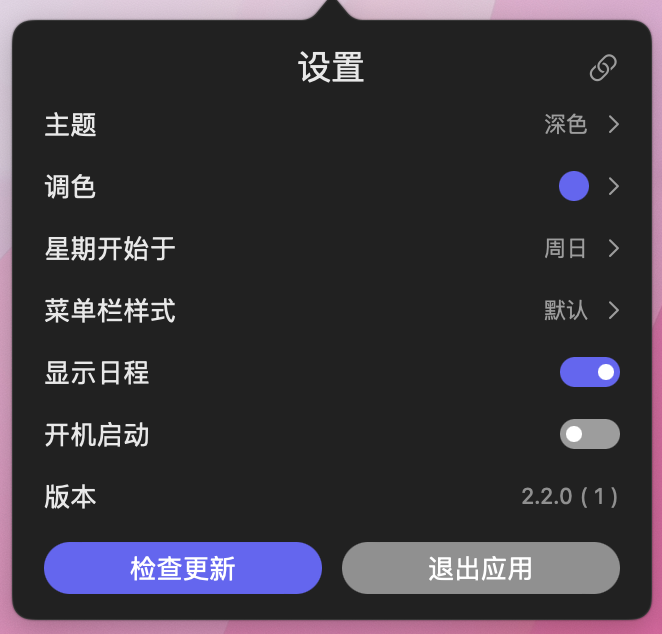 设置
主题 深色
调色
星期开始于 周日
菜单栏样式 默认
显示日程
开机启动
版本 2.2.0 ( 1 )
检查更新 退出应用